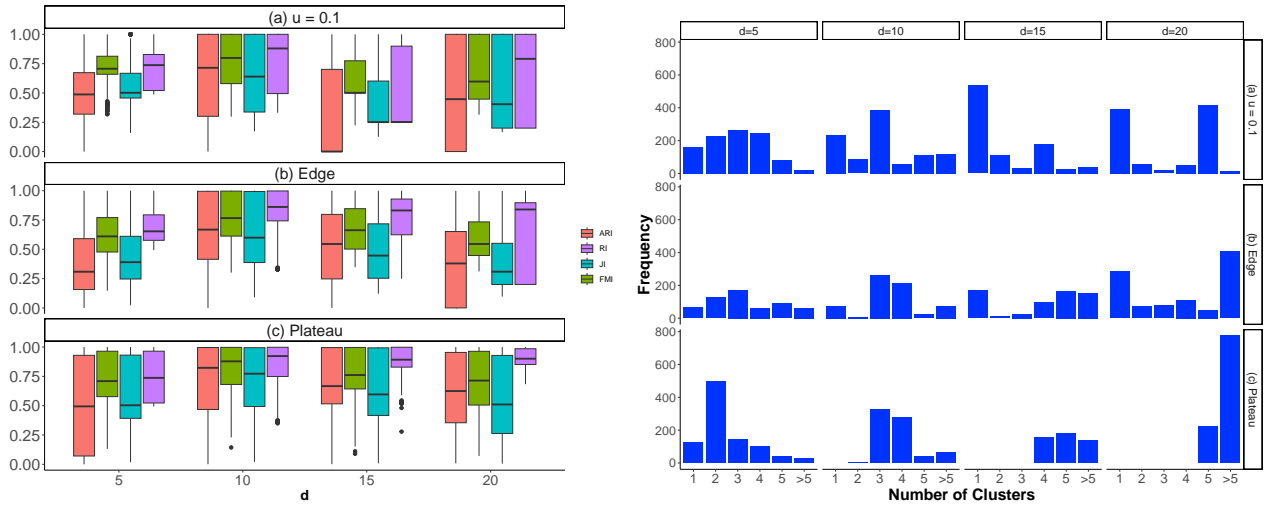 (a) u = 0.1
1.00
0.75
0.50
0.25
0.00
(b) Edge
1.00
0.75
0.50
0.25
0.00
(c) Plateau
1.00
0.75
0.50
0.25
0.00
5 10 15 20
d
ARI
RI
JI
FMI
d=5 d=10 d=15 d=20
800
600
400
200
0
(a) u = 0.1
800
600
400
200
0
(b) Edge
800
600
400
200
0
(c) Plateau
Frequency
1 2 3 4 5 >5 1 2 3 4 5 >5 1 2 3 4 5 >5 1 2 3 4 5 >5
Number of Clusters